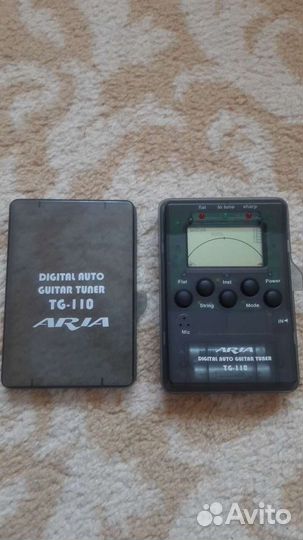 DIGITAL AUTO
GUITAR TUNER
TG-110
ARIA
flat in tune sharp
Flat Inst Power
String Mode
Mic
IN
ARIA
DIGITAL AUTO GUITAR TUNER
TG-110
Avito